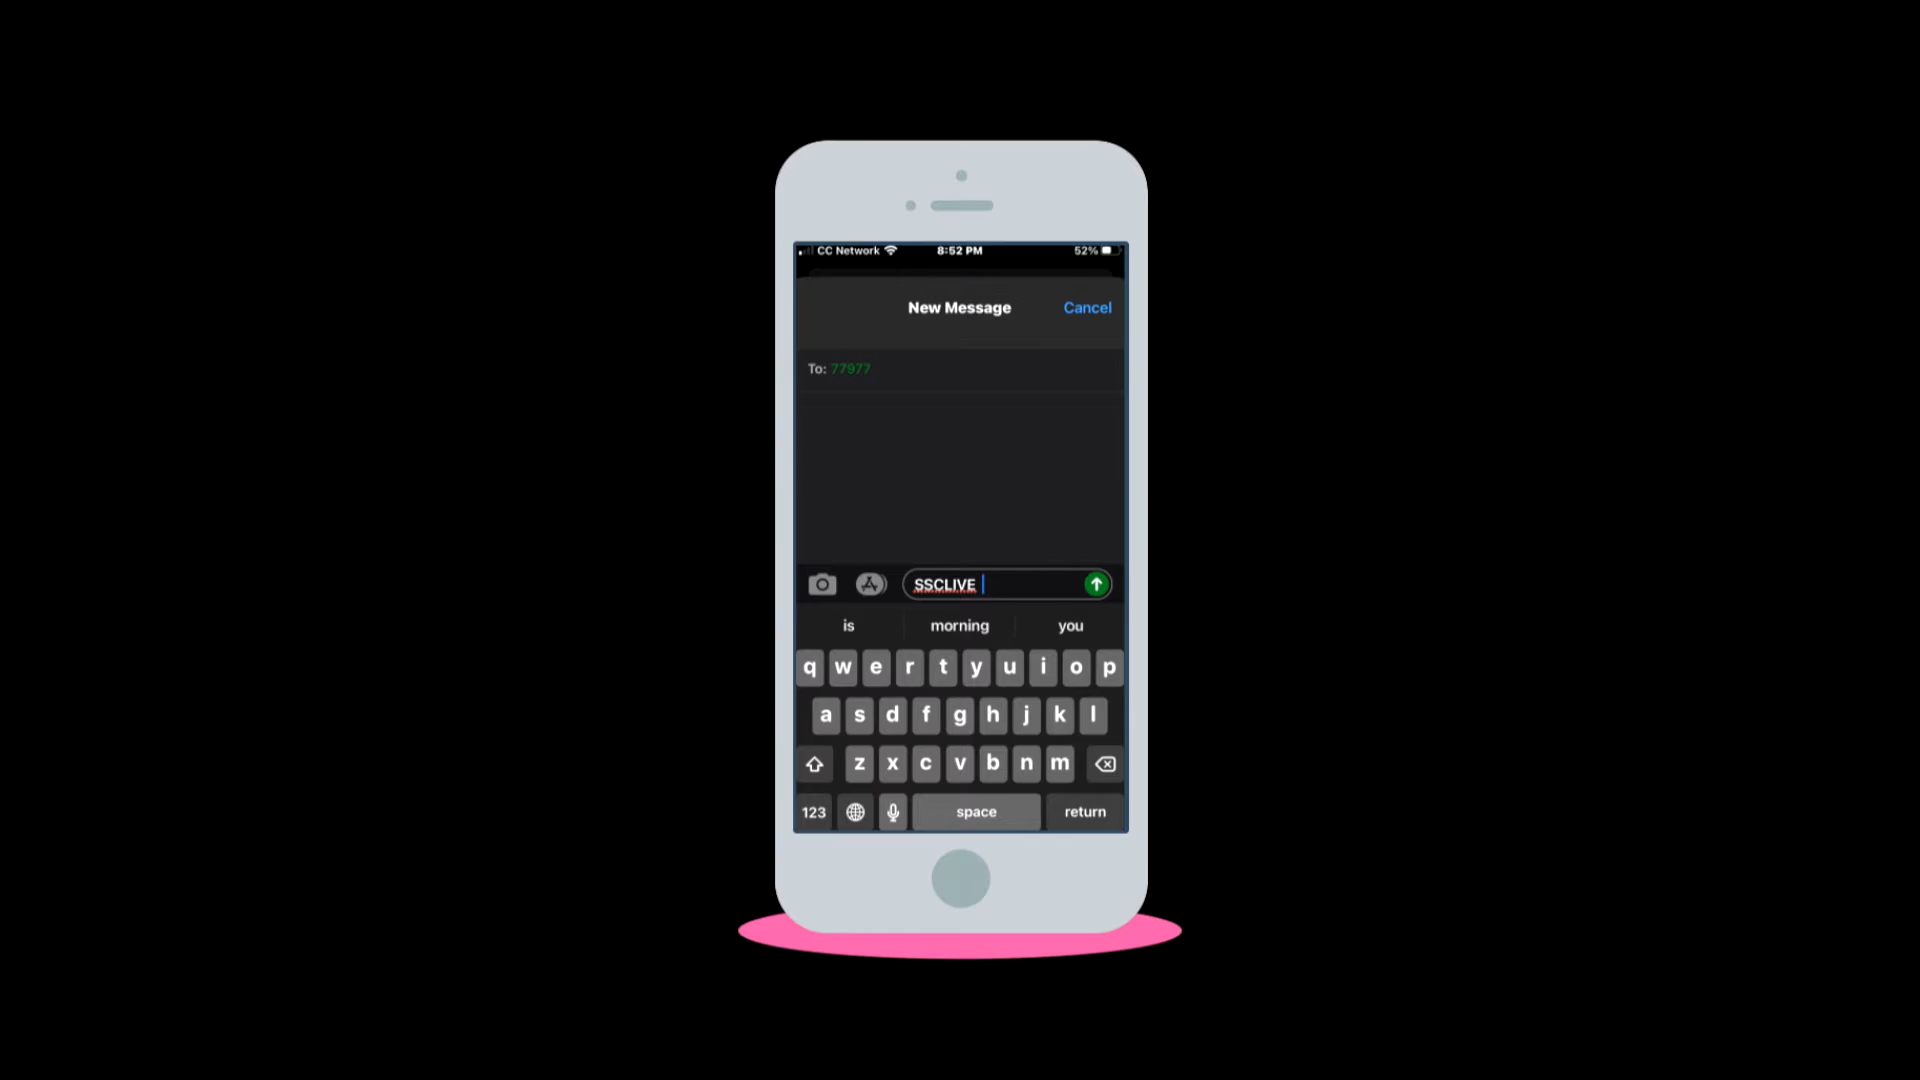 CC Network 8:52 PM 52%
New Message Cancel
To: 77977
SSCLIVE
is morning you
q w e r t y u i o p
a s d f g h j k l
z x c v b n m
123 space return